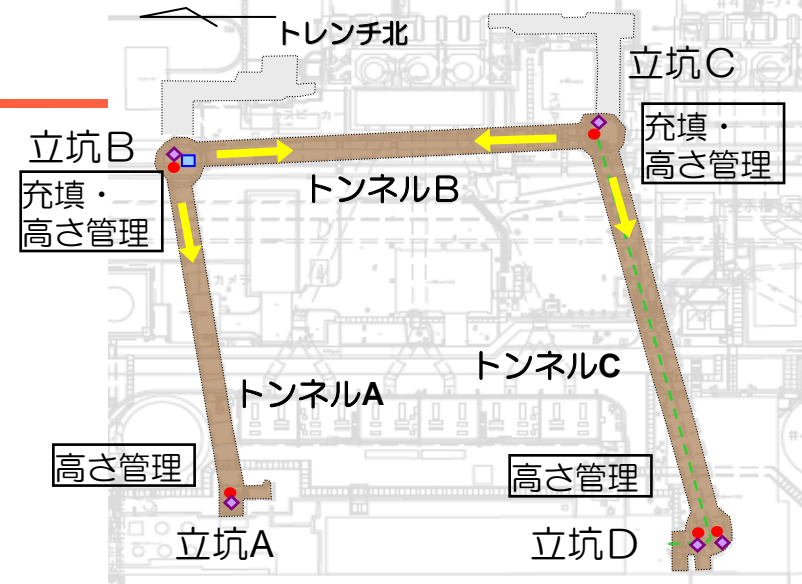 トレンチ北
立坑C
立坑B
充填・
高さ管理
充填・
高さ管理
トンネルB
トンネルC
トンネルA
高さ管理
高さ管理
立坑A
立坑D